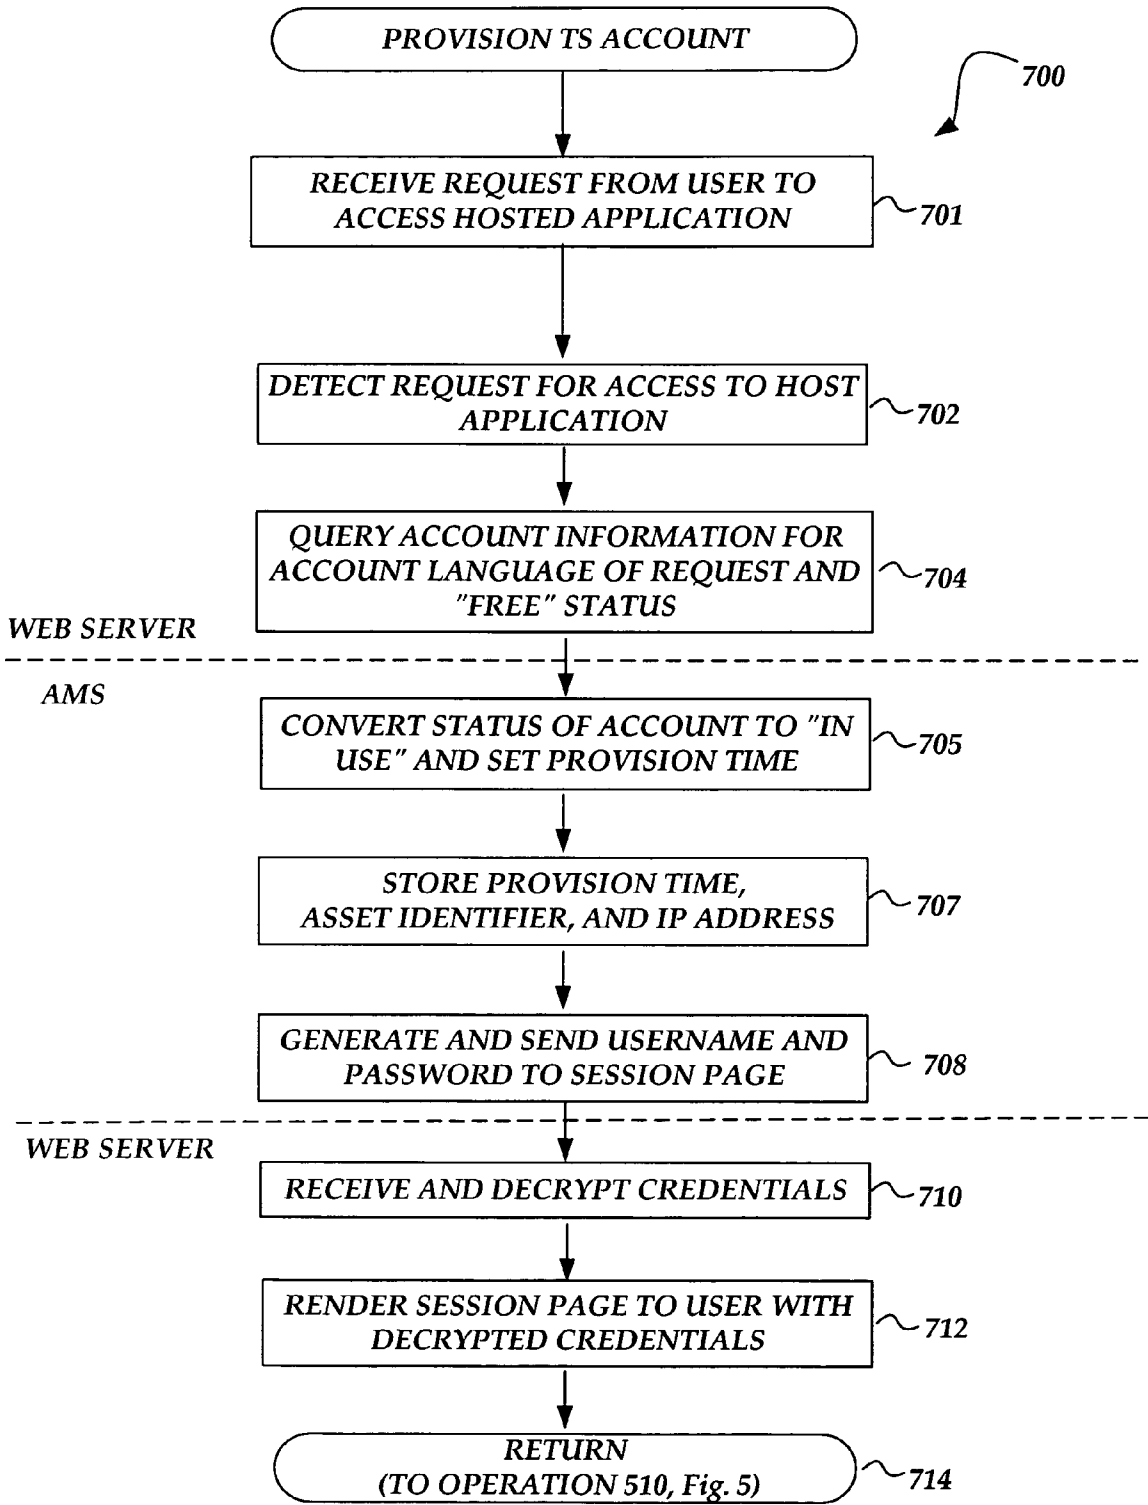 PROVISION TS ACCOUNT
700
RECEIVE REQUEST FROM USER TO
ACCESS HOSTED APPLICATION
701
DETECT REQUEST FOR ACCESS TO HOST
APPLICATION
702
QUERY ACCOUNT INFORMATION FOR
ACCOUNT LANGUAGE OF REQUEST AND
"FREE" STATUS
704
WEB SERVER
AMS
CONVERT STATUS OF ACCOUNT TO "IN
USE" AND SET PROVISION TIME
705
STORE PROVISION TIME,
ASSET IDENTIFIER, AND IP ADDRESS
707
GENERATE AND SEND USERNAME AND
PASSWORD TO SESSION PAGE
708
WEB SERVER
RECEIVE AND DECRYPT CREDENTIALS
710
RENDER SESSION PAGE TO USER WITH
DECRYPTED CREDENTIALS
712
RETURN
(TO OPERATION 510, Fig. 5)
714